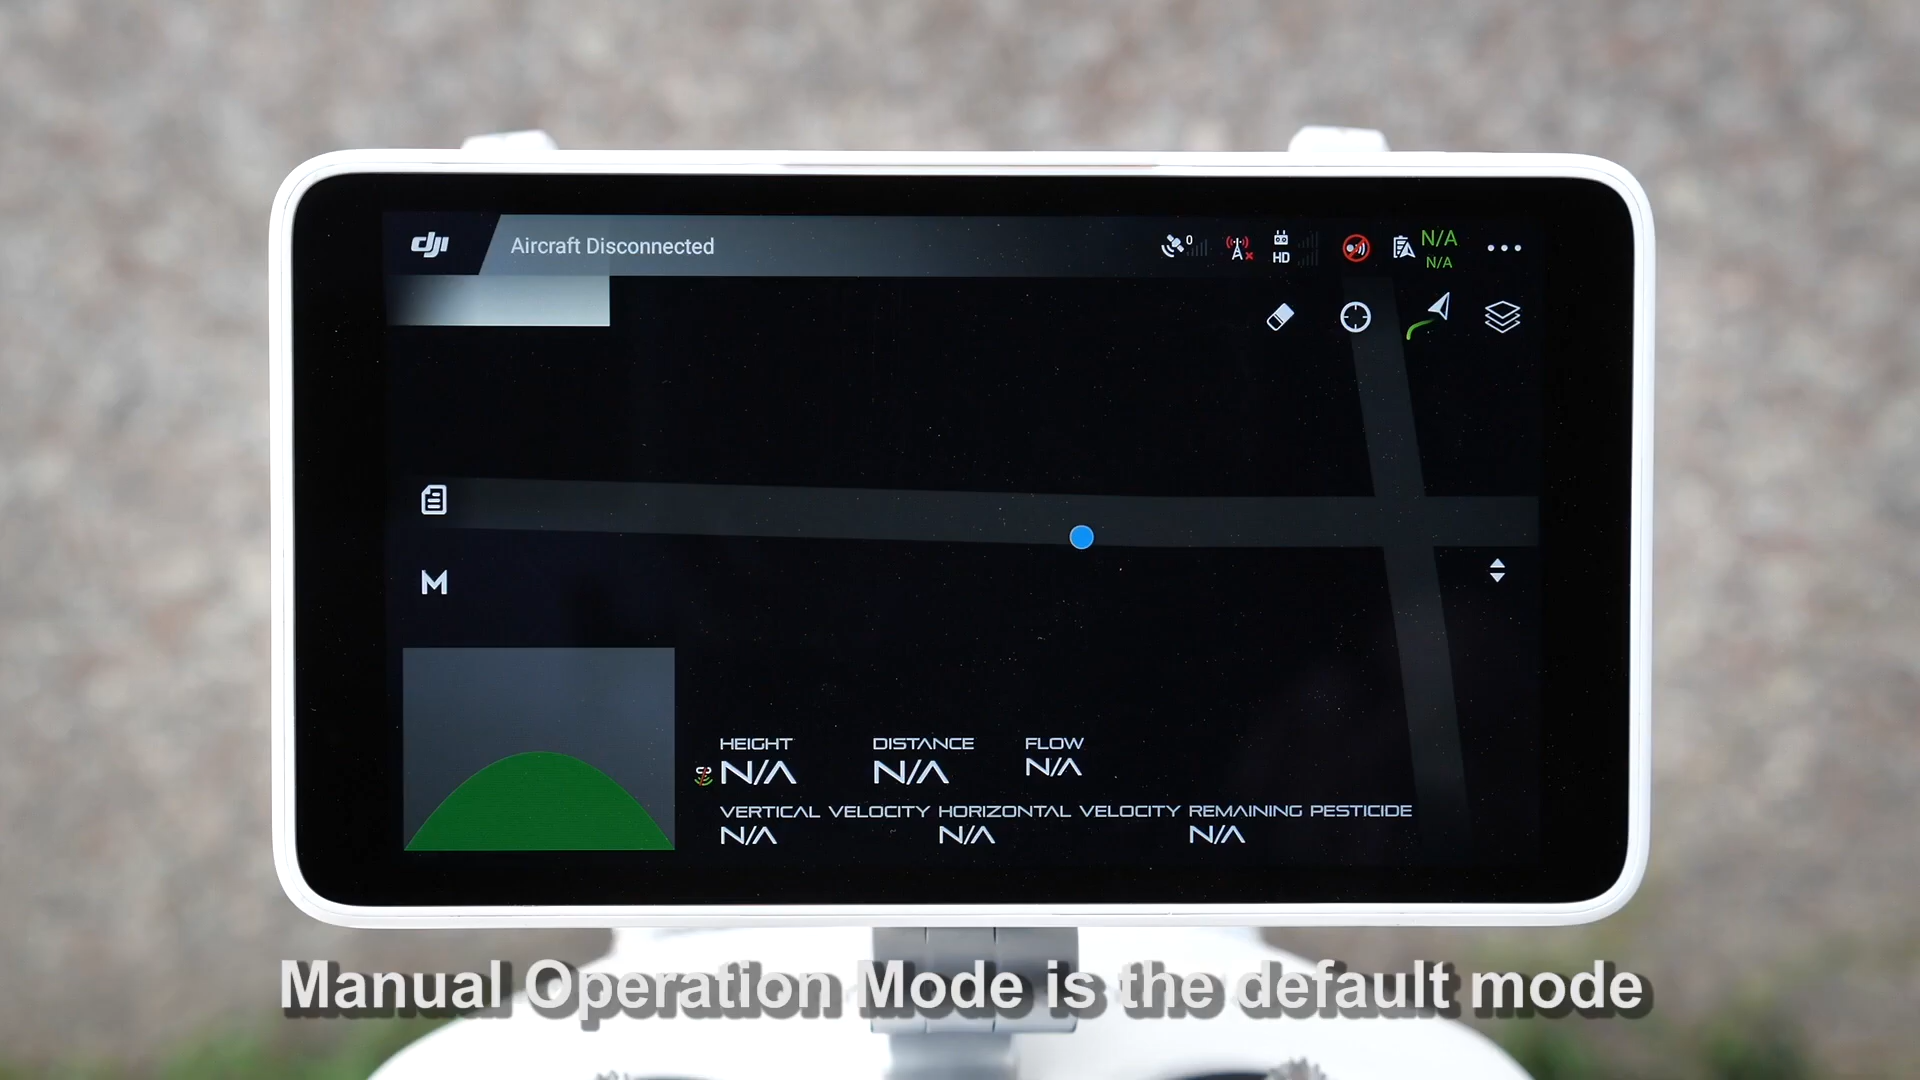 dji
Aircraft Disconnected
0
HD
N/A
N/A
M
HEIGHT
N/A
DISTANCE
N/A
FLOW
N/A
VERTICAL VELOCITY
N/A
HORIZONTAL VELOCITY
N/A
REMAINING PESTICIDE
N/A
Manual Operation Mode is the default mode